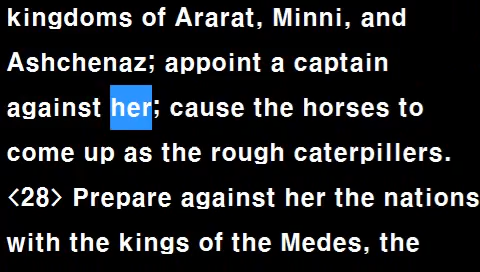 kingdoms of Ararat, Minni, and
Ashchenaz; appoint a captain
against her; cause the horses to
come up as the rough caterpillers.
<28> Prepare against her the nations
with the kings of the Medes, the